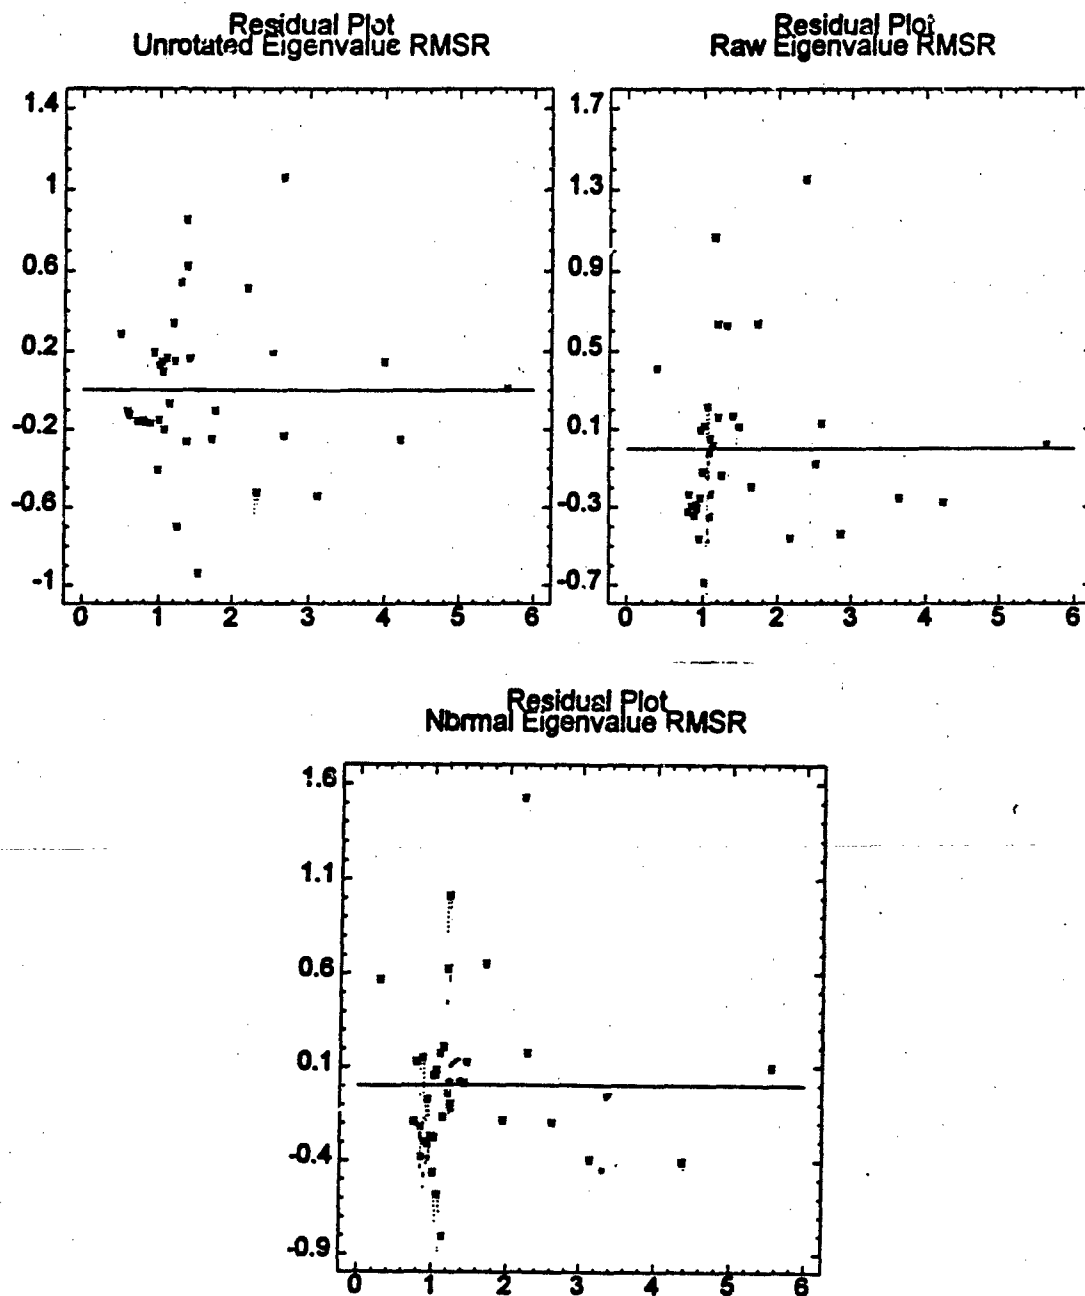 Residual Plot
Unrotated Eigenvalue RMSR
1.4
1
0.6
0.2
-0.2
-0.6
-1
0 1 2 3 4 5 6
Residual Plot
Raw Eigenvalue RMSR
1.7
1.3
0.9
0.5
0.1
-0.3
-0.7
0 1 2 3 4 5 6
Residual Plot
Normal Eigenvalue RMSR
1.6
1.1
0.6
0.1
-0.4
-0.9
0 1 2 3 4 5 6